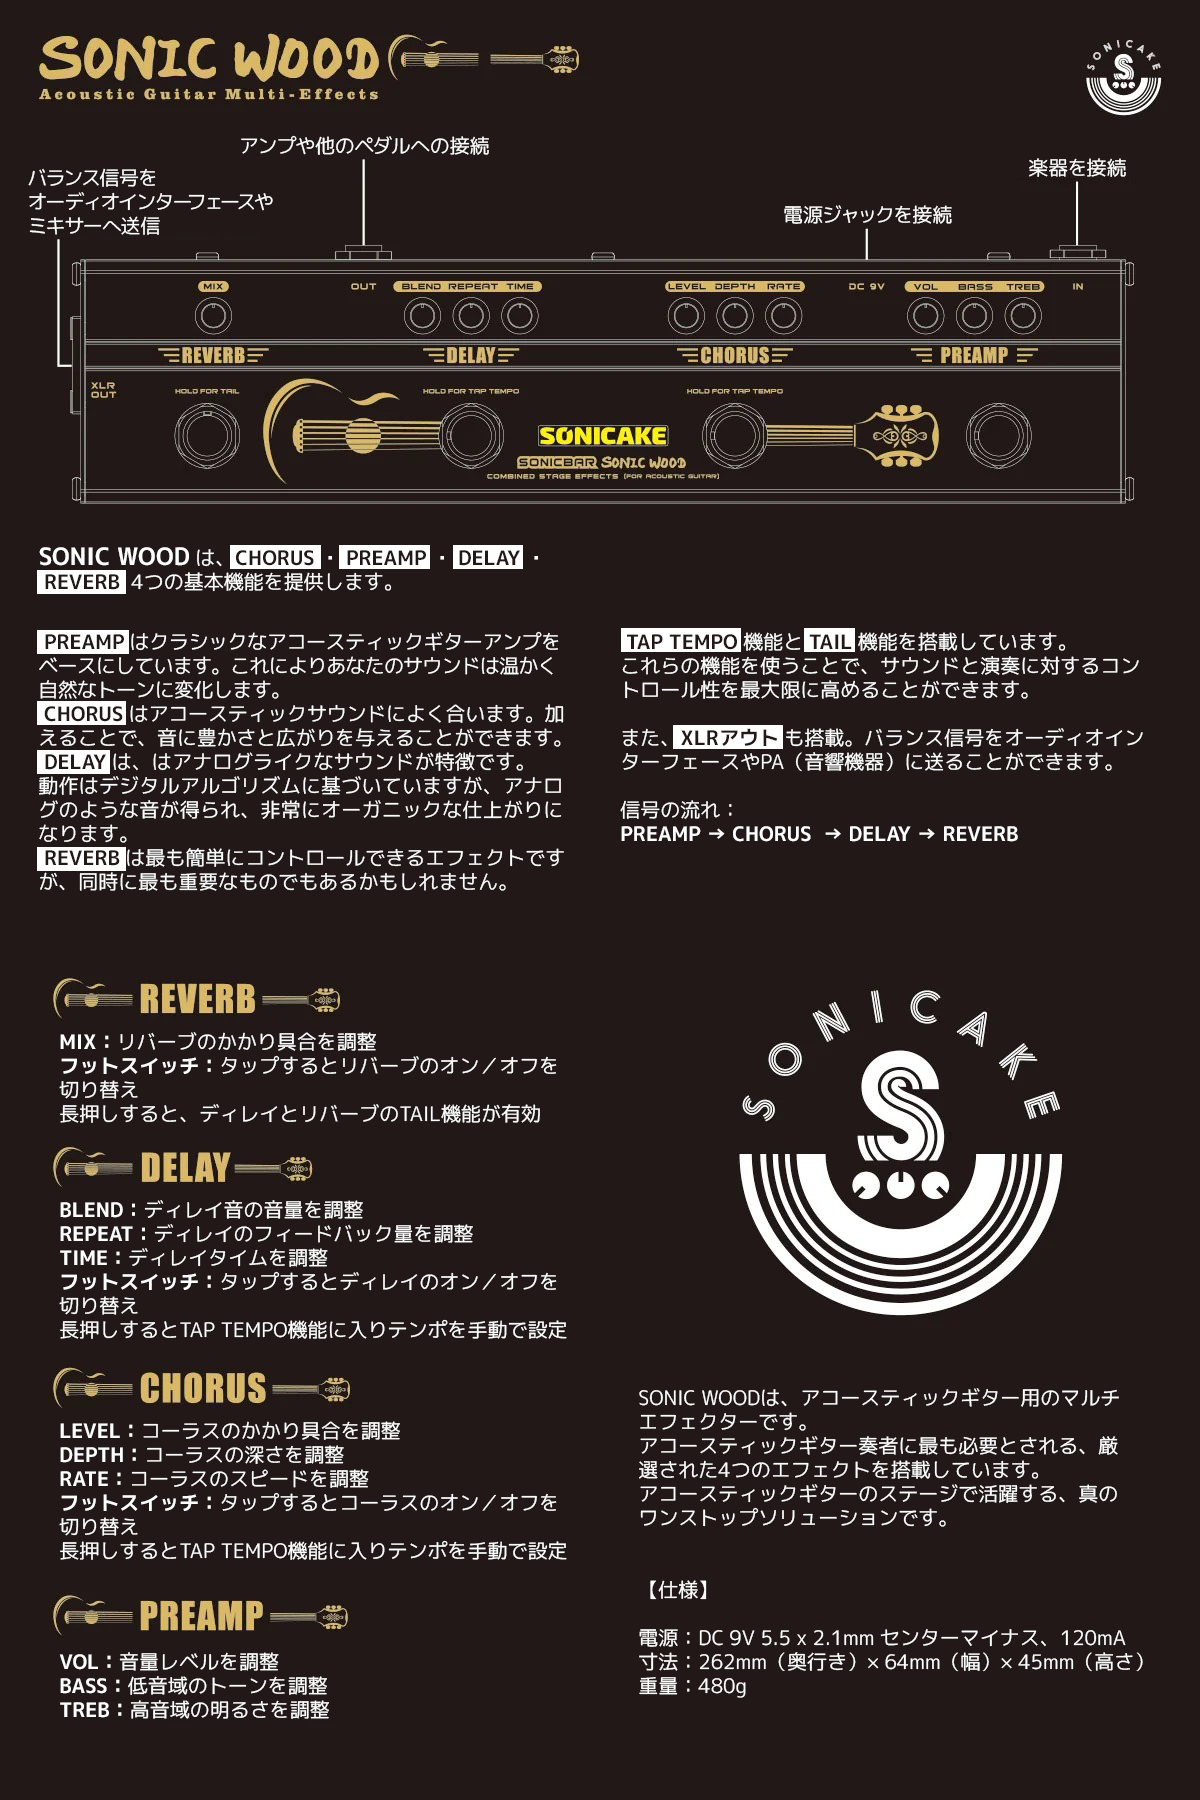 SONIC WOOD
Acoustic Guitar Multi-Effects
SONICAKE
S
アンプや他のペダルへの接続
バランス信号を
オーディオインターフェースや
ミキサーへ送信
楽器を接続
電源ジャックを接続
MIX
OUT
BLEND REPEAT TIME
LEVEL DEPTH RATE
DC 9V
VOL BASS TREB
IN
REVERB
DELAY
CHORUS
PREAMP
XLR
OUT
HOLD FOR TAIL
HOLD FOR TAP TEMPO
HOLD FOR TAP TEMPO
SONICAKE
SONICBAR SONIC WOOD
COMBINED STAGE EFFECTS (FOR ACOUSTIC GUITAR)
SONIC WOOD は、CHORUS・PREAMP・DELAY・
REVERB 4つの基本機能を提供します。
PREAMPはクラシックなアコースティックギターアンプを
ベースにしています。これによりあなたのサウンドは温かく
自然なトーンに変化します。
CHORUSはアコースティックサウンドによく合います。加
えることで、音に豊かさと広がりを与えることができます。
DELAYは、はアナログライクなサウンドが特徴です。
動作はデジタルアルゴリズムに基づいていますが、アナロ
グのような音が得られ、非常にオーガニックな仕上がりに
なります。
REVERBは最も簡単にコントロールできるエフェクトです
が、同時に最も重要なものでもあるかもしれません。
TAP TEMPO機能とTAIL機能を搭載しています。
これらの機能を使うことで、サウンドと演奏に対するコン
トロール性を最大限に高めることができます。
また、XLRアウトも搭載。バランス信号をオーディオイン
ターフェースやPA（音響機器）に送ることができます。
信号の流れ：
PREAMP → CHORUS → DELAY → REVERB
REVERB
MIX：リバーブのかかり具合を調整
フットスイッチ：タップするとリバーブのオン／オフを
切り替え
長押しすると、ディレイとリバーブのTAIL機能が有効
DELAY
BLEND：ディレイ音の音量を調整
REPEAT：ディレイのフィードバック量を調整
TIME：ディレイタイムを調整
フットスイッチ：タップするとディレイのオン／オフを
切り替え
長押しするとTAP TEMPO機能に入りテンポを手動で設定
CHORUS
LEVEL：コーラスのかかり具合を調整
DEPTH：コーラスの深さを調整
RATE：コーラスのスピードを調整
フットスイッチ：タップするとコーラスのオン／オフを
切り替え
長押しするとTAP TEMPO機能に入りテンポを手動で設定
PREAMP
VOL：音量レベルを調整
BASS：低音域のトーンを調整
TREB：高音域の明るさを調整
SONICAKE
S
SONIC WOODは、アコースティックギター用のマルチ
エフェクターです。
アコースティックギター奏者に最も必要とされる、厳
選された4つのエフェクトを搭載しています。
アコースティックギターのステージで活躍する、真の
ワンストップソリューションです。
【仕様】
電源：DC 9V 5.5 x 2.1mm センターマイナス、120mA
寸法：262mm（奥行き）× 64mm（幅）× 45mm（高さ）
重量：480g